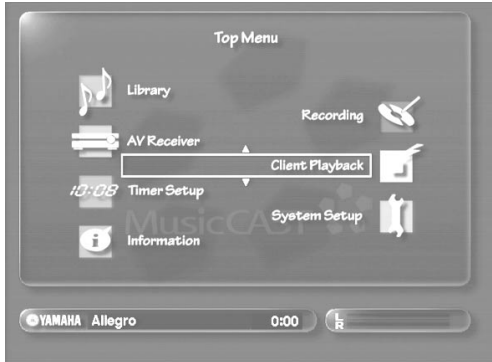 Top Menu
Library
Recording
AV Receiver
Client Playback
10:08 Timer Setup
System Setup
MusicCAST
Information
YAMAHA Allegro 0:00 L
R